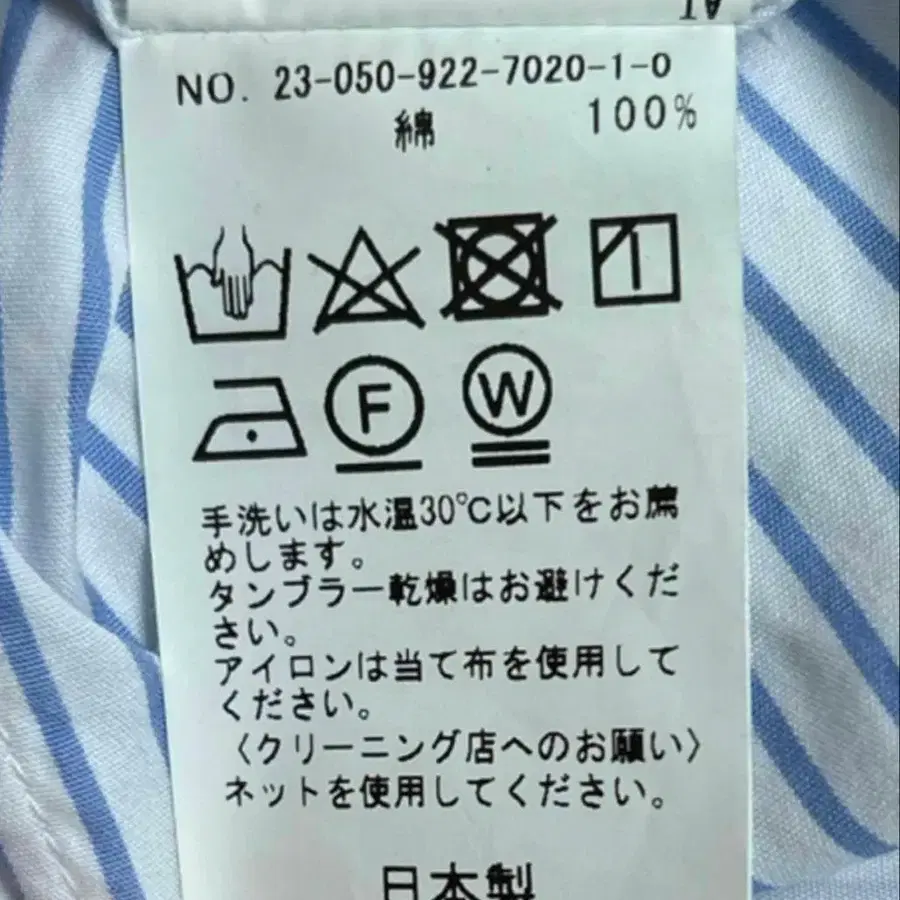 NO. 23-050-922-7020-1-0
綿 100%
F W
手洗いは水温30℃以下をお薦
めします。
タンブラー乾燥はお避けくだ
さい。
アイロンは当て布を使用して
ください。
〈クリーニング店へのお願い〉
ネットを使用してください。
日本製